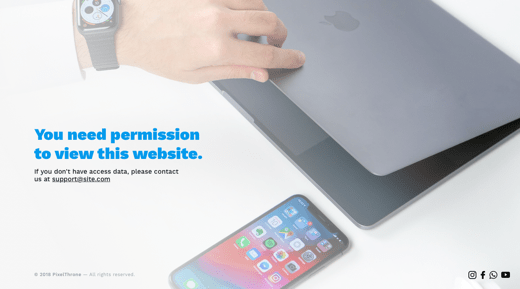 You need permission
to view this website.
If you don't have access data, please contact
us at support@site.com
© 2019 PixelThrone — All rights reserved.